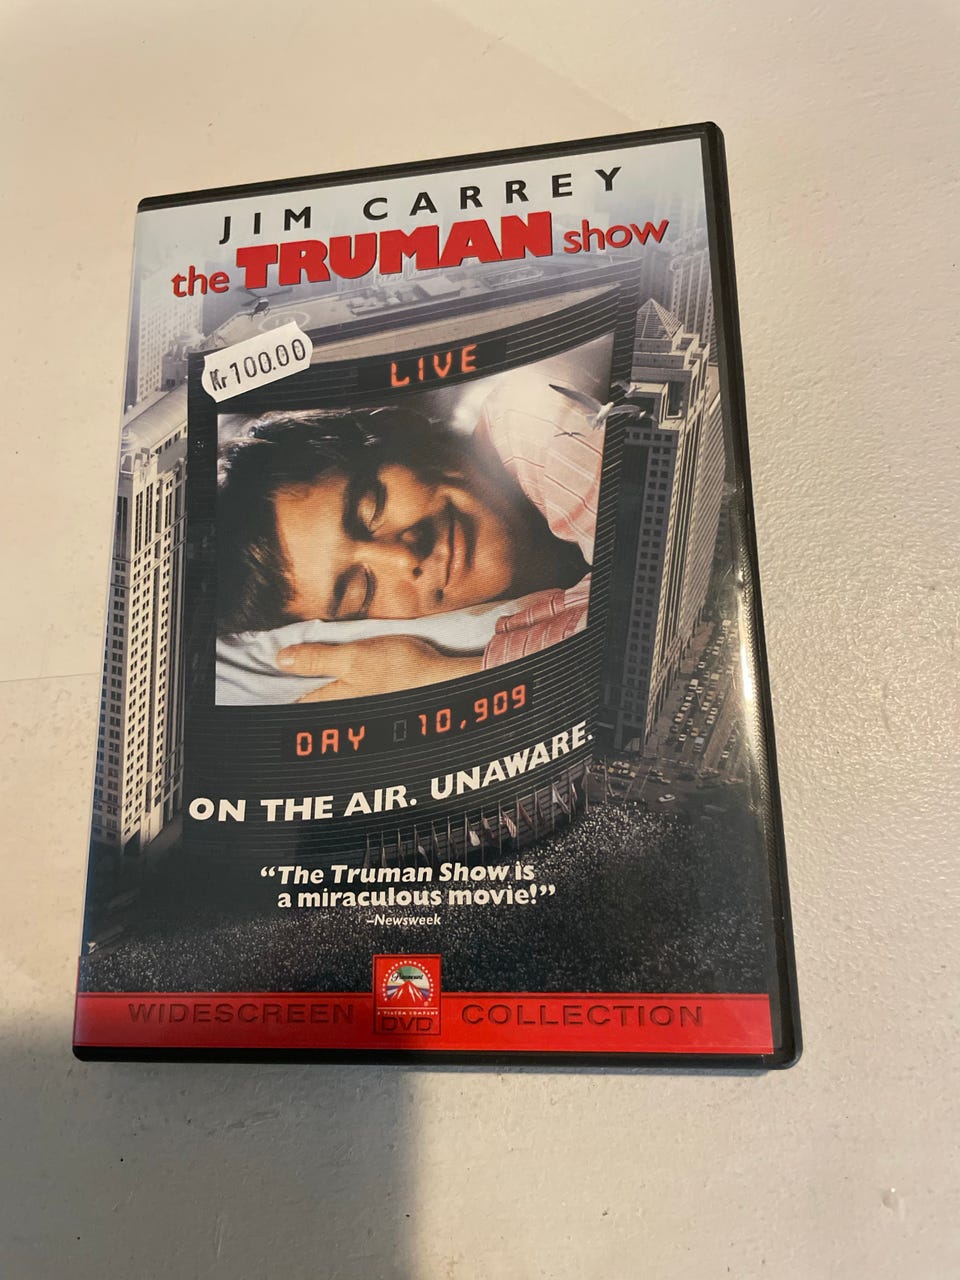 JIM CARREY
the TRUMAN show
Kr 100.00
LIVE
DAY 10,909
ON THE AIR. UNAWARE.
“The Truman Show is
a miraculous movie!”
–Newsweek
Paramount
A VIACOM COMPANY
WIDESCREEN DVD COLLECTION